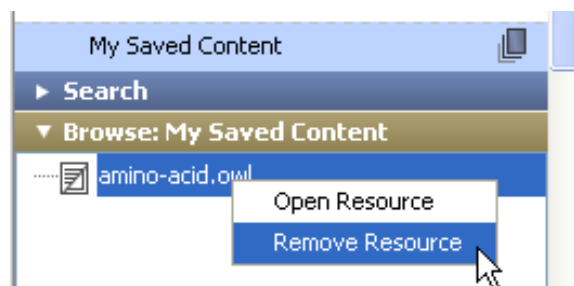 My Saved Content
Search
Browse: My Saved Content
amino-acid.owl
Open Resource
Remove Resource